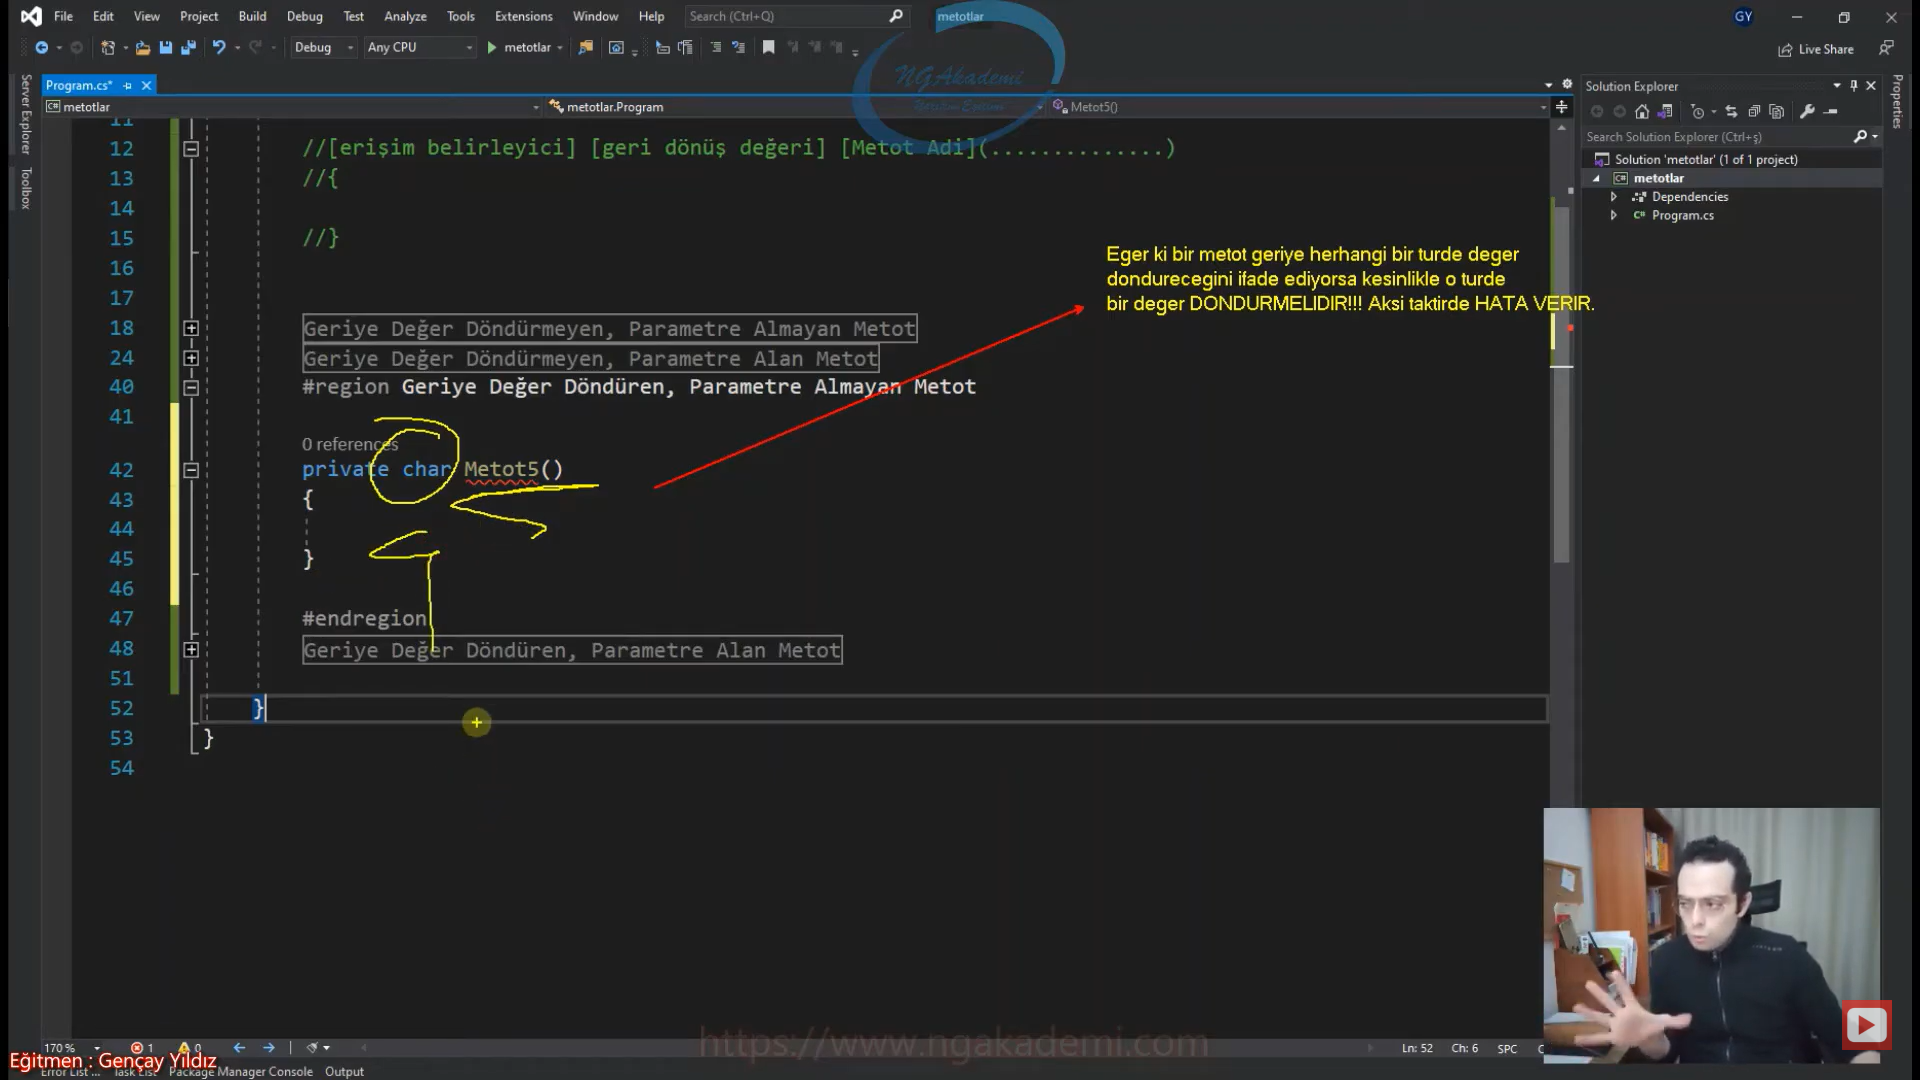 File Edit View Project Build Debug Test Analyze Tools Extensions Window Help Search (Ctrl+Q) metotlar GY
Debug Any CPU metotlar Live Share
NGAkademi
Yazılım Eğitimi
Program.cs*
metotlar metotlar.Program Metot5()
Server Explorer
Toolbox
11
12 //[erişim belirleyici] [geri dönüş değeri] [Metot Adi](..............)
13 //{
14
15 //}
16
17
18 Geriye Değer Döndürmeyen, Parametre Almayan Metot
24 Geriye Değer Döndürmeyen, Parametre Alan Metot
40 #region Geriye Değer Döndüren, Parametre Almayan Metot
41
0 references
42 private char Metot5()
43 {
44
45 }
46
47 #endregion
48 Geriye Değer Döndüren, Parametre Alan Metot
51
52 }
53 }
54
Eger ki bir metot geriye herhangi bir turde deger
dondurecegini ifade ediyorsa kesinlikle o turde
bir deger DONDURMELIDIR!!! Aksi taktirde HATA VERIR.
Solution Explorer
Search Solution Explorer (Ctrl+ş)
Solution 'metotlar' (1 of 1 project)
metotlar
Dependencies
Program.cs
Properties
https://www.ngakademi.com
170 % 1 0 Ln: 52 Ch: 6 SPC
Eğitmen : Gençay Yıldız
Error List ... Task List Package Manager Console Output